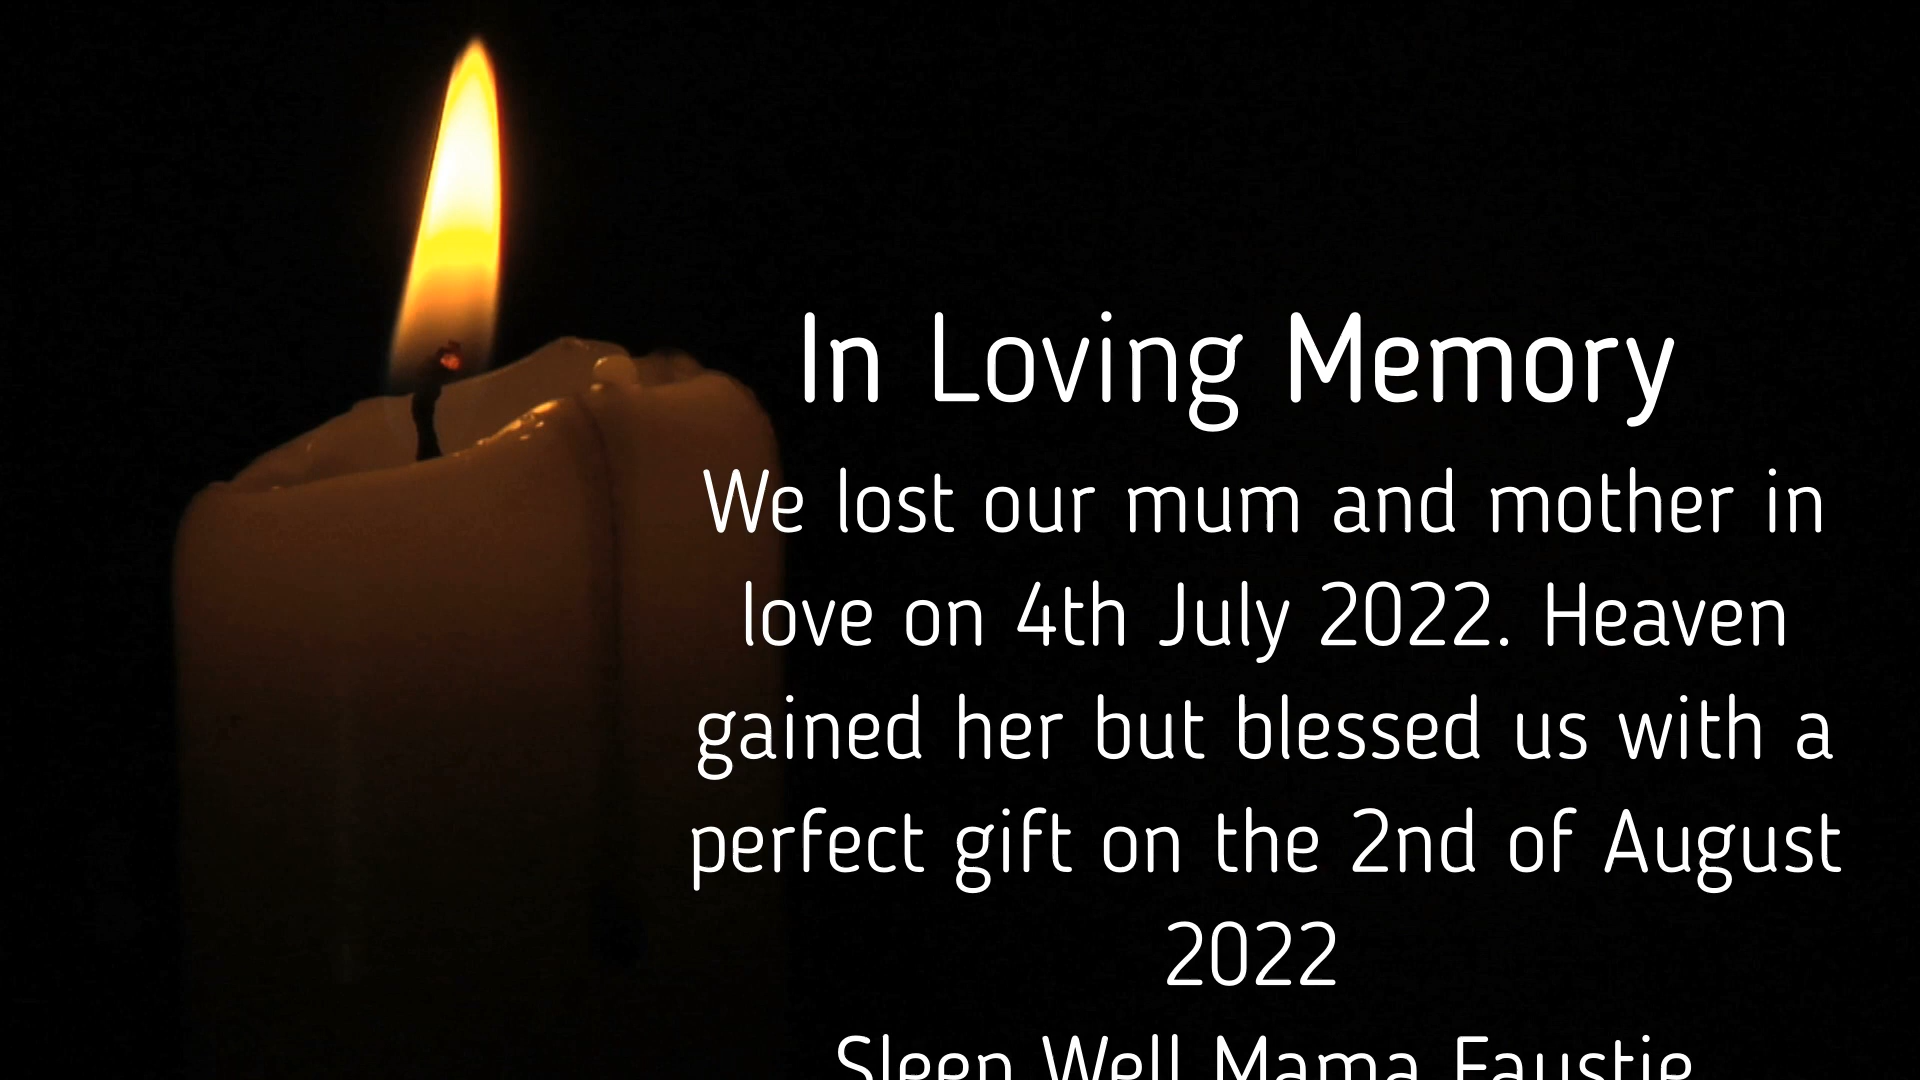 In Loving Memory
We lost our mum and mother in
love on 4th July 2022. Heaven
gained her but blessed us with a
perfect gift on the 2nd of August
2022
Sleep Well Mama Faustie